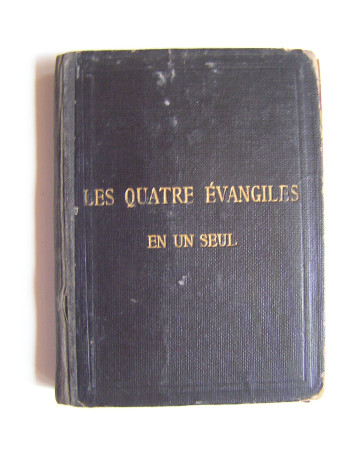 LES QUATRE ÉVANGILES
EN UN SEUL